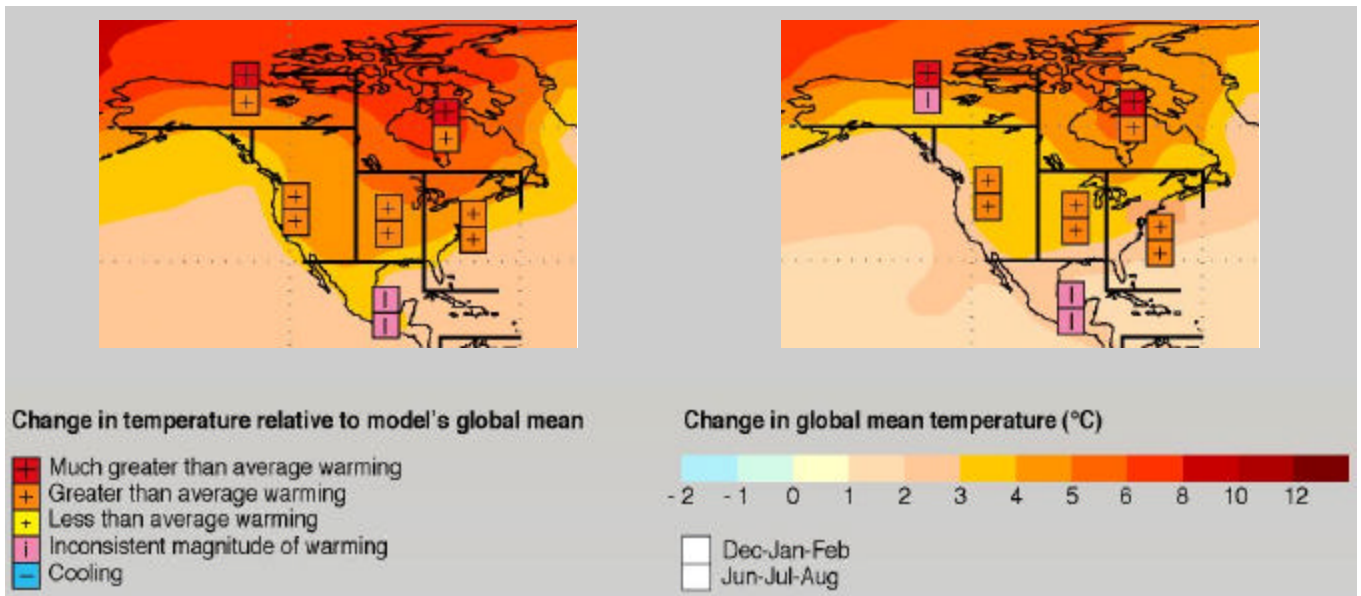 Change in temperature relative to model's global mean
+ Much greater than average warming
+ Greater than average warming
+ Less than average warming
i Inconsistent magnitude of warming
− Cooling
Change in global mean temperature (°C)
-2 -1 0 1 2 3 4 5 6 8 10 12
Dec-Jan-Feb
Jun-Jul-Aug